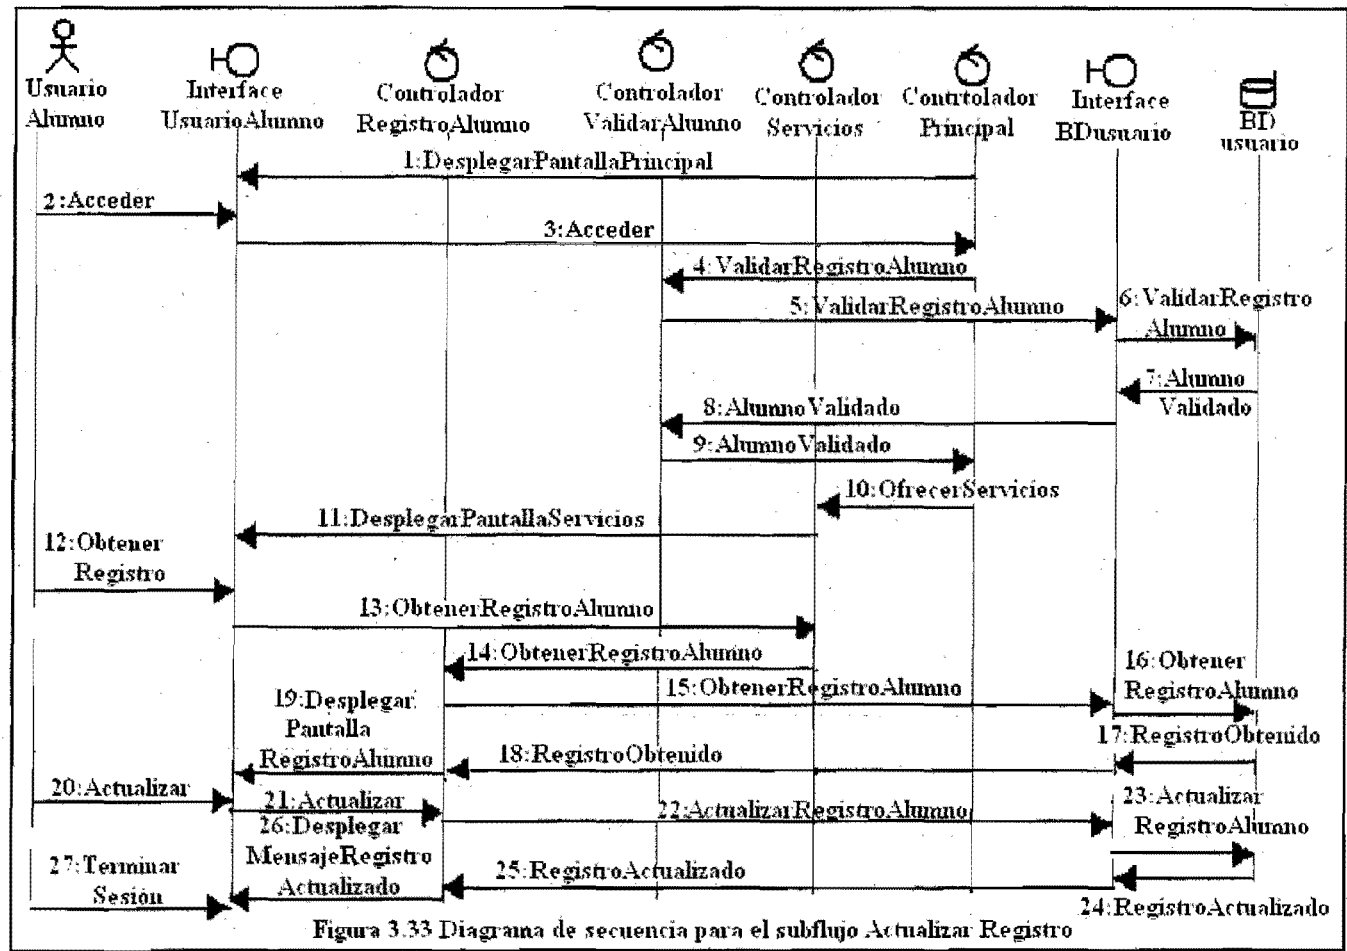 Usuario
Alumno
Interface
UsuarioAlumno
Controlador
RegistroAlumno
Controlador
ValidarAlumno
Controlador
Servicios
Contrtolador
Principal
Interface
BDusuario
BD
usuario
1:DesplegarPantallaPrincipal
2:Acceder
3:Acceder
4:ValidarRegistroAlumno
5:ValidarRegistroAlumno
6:ValidarRegistro
Alumno
7:Alumno
Validado
8:AlumnoValidado
9:AlumnoValidado
10:OfrecerServicios
11:DesplegarPantallaServicios
12:Obtener
Registro
13:ObtenerRegistroAlumno
14:ObtenerRegistroAlumno
15:ObtenerRegistroAlumno
16:Obtener
RegistroAlumno
17:RegistroObtenido
18:RegistroObtenido
19:Desplegar
Pantalla
RegistroAlumno
20:Actualizar
21:Actualizar
22:ActualizarRegistroAlumno
23:Actualizar
RegistroAlumno
24:RegistroActualizado
25:RegistroActualizado
26:Desplegar
MensajeRegistro
Actualizado
27:Terminar
Sesión
Figura 3.33 Diagrama de secuencia para el subflujo Actualizar Registro